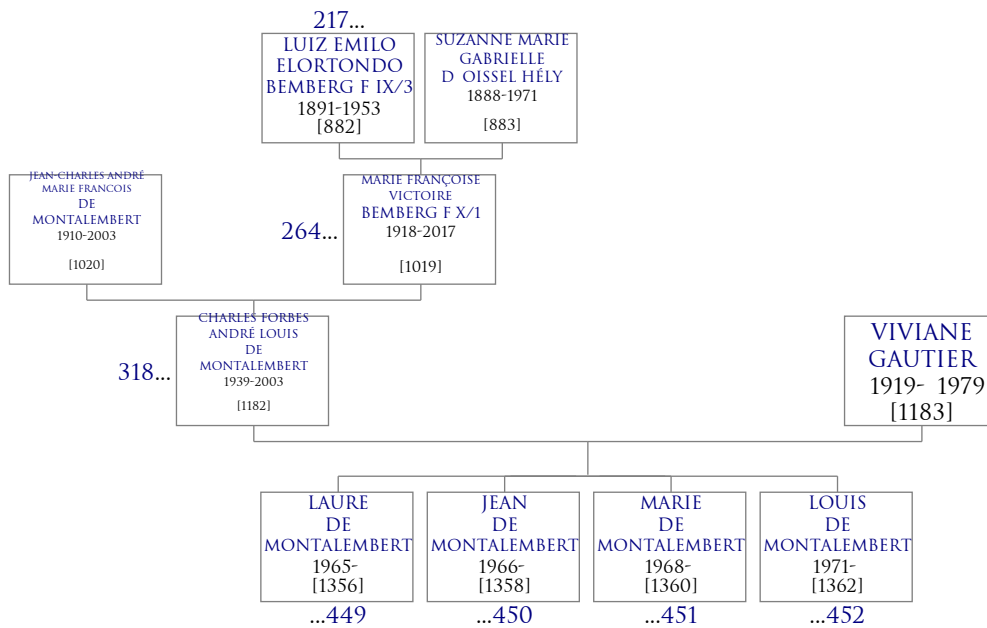 217...
LUIZ EMILO
ELORTONDO
BEMBERG F IX/3
1891-1953
[882]
SUZANNE MARIE
GABRIELLE
D OISSEL HÉLY
1888-1971
[883]
JEAN-CHARLES ANDRÉ
MARIE FRANCOIS
DE
MONTALEMBERT
1910-2003
[1020]
264...
MARIE FRANÇOISE
VICTOIRE
BEMBERG F X/1
1918-2017
[1019]
318...
CHARLES FORBES
ANDRÉ LOUIS
DE
MONTALEMBERT
1939-2003
[1182]
VIVIANE
GAUTIER
1919- 1979
[1183]
LAURE
DE
MONTALEMBERT
1965-
[1356]
...449
JEAN
DE
MONTALEMBERT
1966-
[1358]
...450
MARIE
DE
MONTALEMBERT
1968-
[1360]
...451
LOUIS
DE
MONTALEMBERT
1971-
[1362]
...452